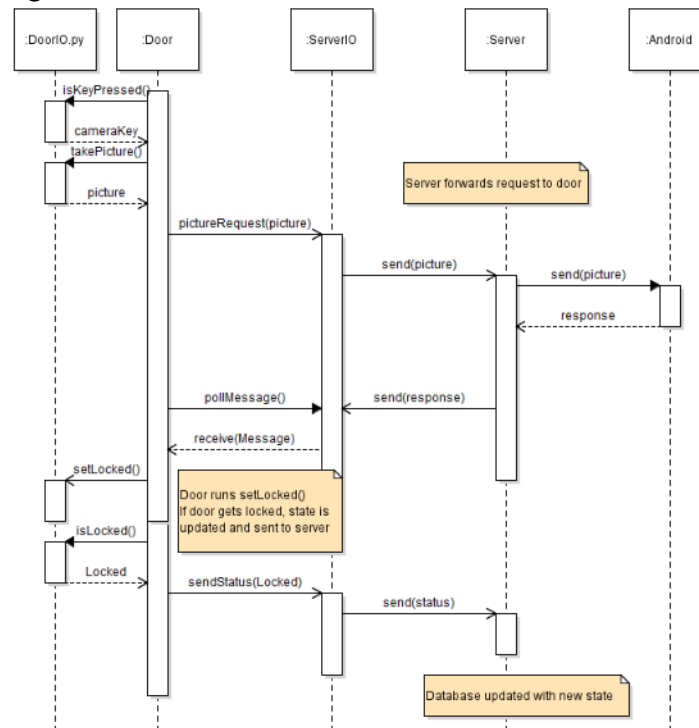 :DoorIO.py
:Door
:ServerIO
:Server
:Android
isKeyPressed()
cameraKey
takePicture()
Server forwards request to door
picture
pictureRequest(picture)
send(picture)
send(picture)
response
pollMessage()
send(response)
receive(Message)
setLocked()
Door runs setLocked()
If door gets locked, state is
updated and sent to server
isLocked()
Locked
sendStatus(Locked)
send(status)
Database updated with new state